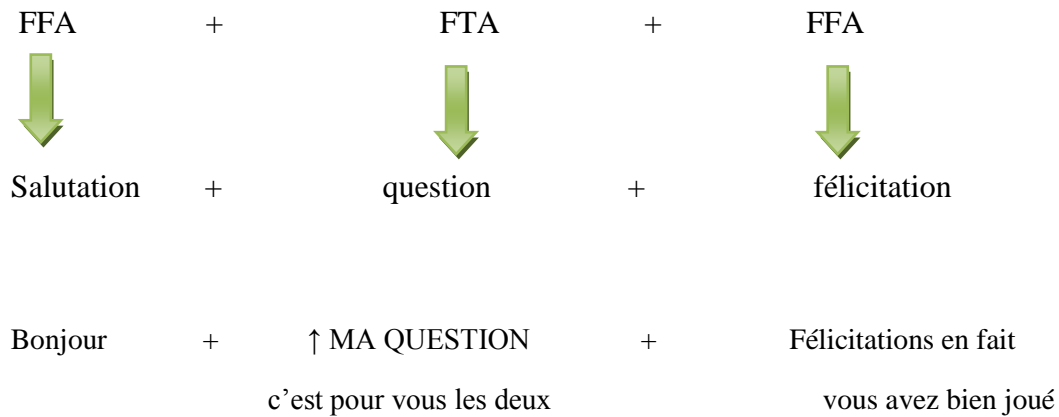 FFA + FTA + FFA
Salutation + question + félicitation
Bonjour + ↑ MA QUESTION + Félicitations en fait
c’est pour vous les deux vous avez bien joué